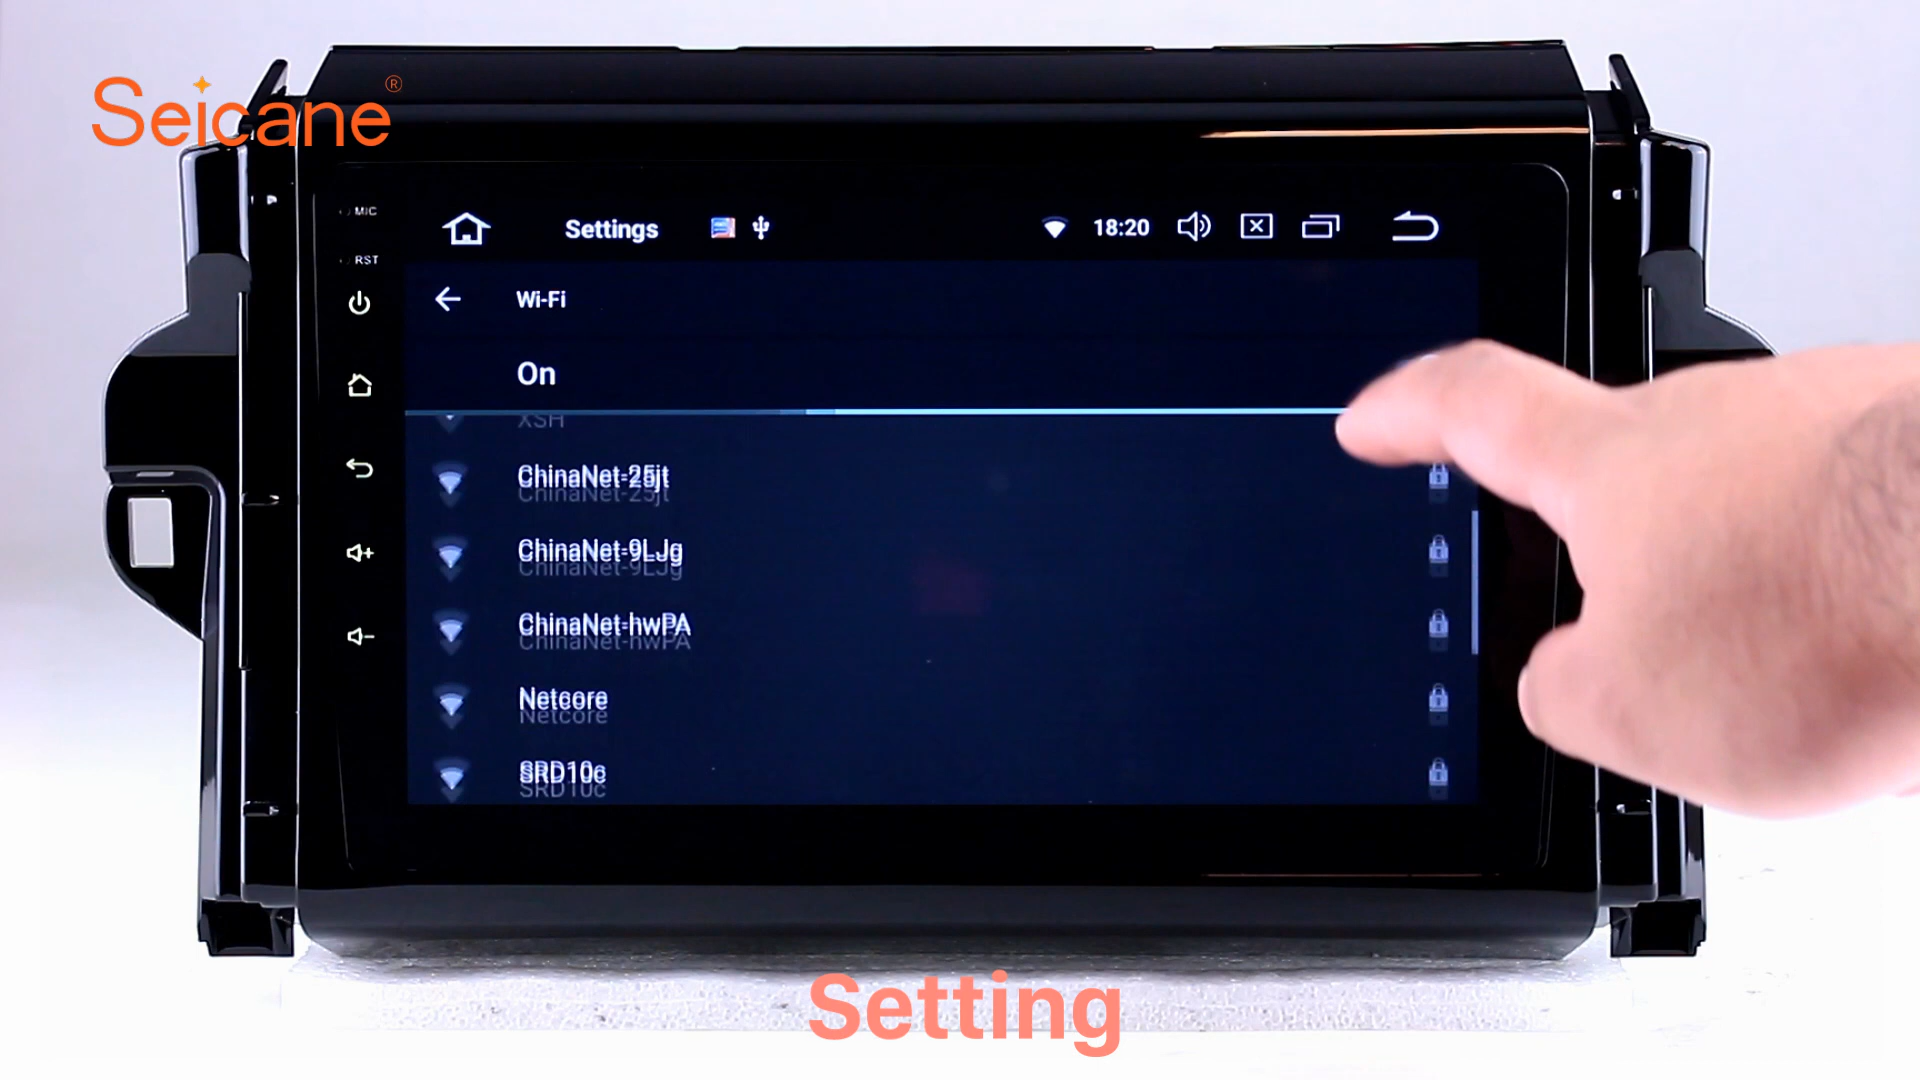 Seicane®
MIC
RST
Settings
18:20
Wi-Fi
On
XSH
ChinaNet-25jt
ChinaNet-9LJg
ChinaNet-hwPA
Netcore
SRD10c
Setting